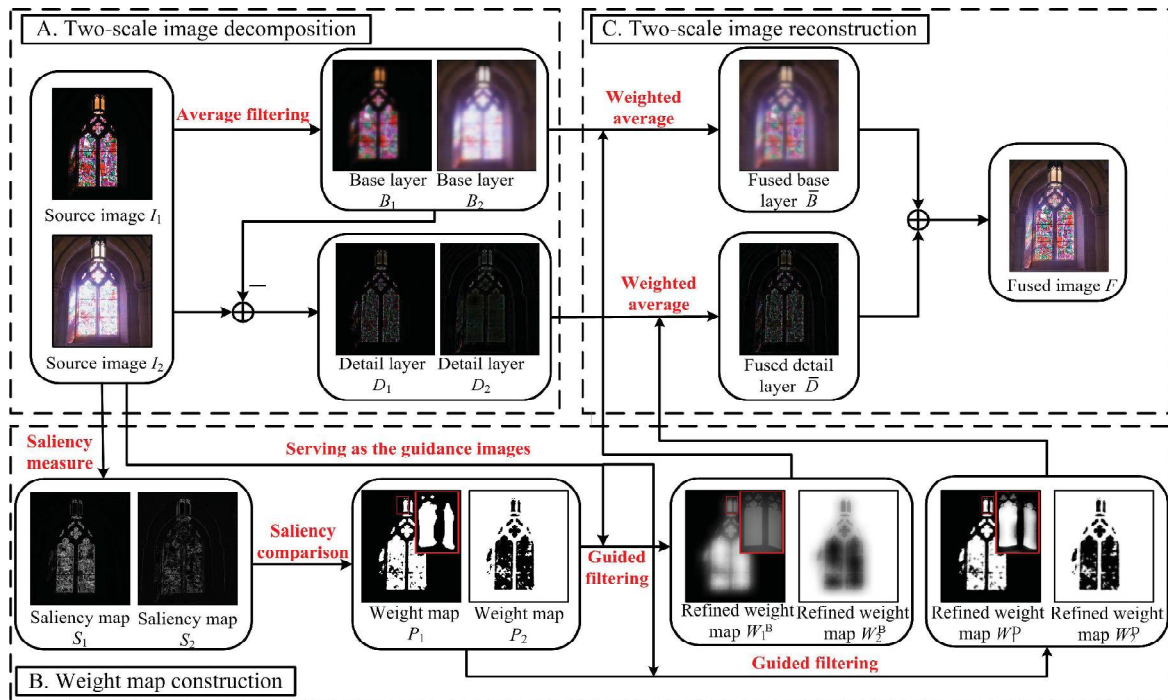 A. Two-scale image decomposition
Source image I₁
Source image I₂
Average filtering
Base layer
B₁
Base layer
B₂
Detail layer
D₁
Detail layer
D₂
C. Two-scale image reconstruction
Weighted
average
Fused base
layer B̅
Weighted
average
Fused detail
layer D̅
Fused image F
Saliency
measure
Serving as the guidance images
Saliency map
S₁
Saliency map
S₂
Saliency
comparison
Weight map
P₁
Weight map
P₂
Guided
filtering
Refined weight
map W₁ᴮ
Refined weight
map W₂ᴮ
Refined weight
map W₁ᴰ
Refined weight
map W₂ᴰ
Guided filtering
B. Weight map construction